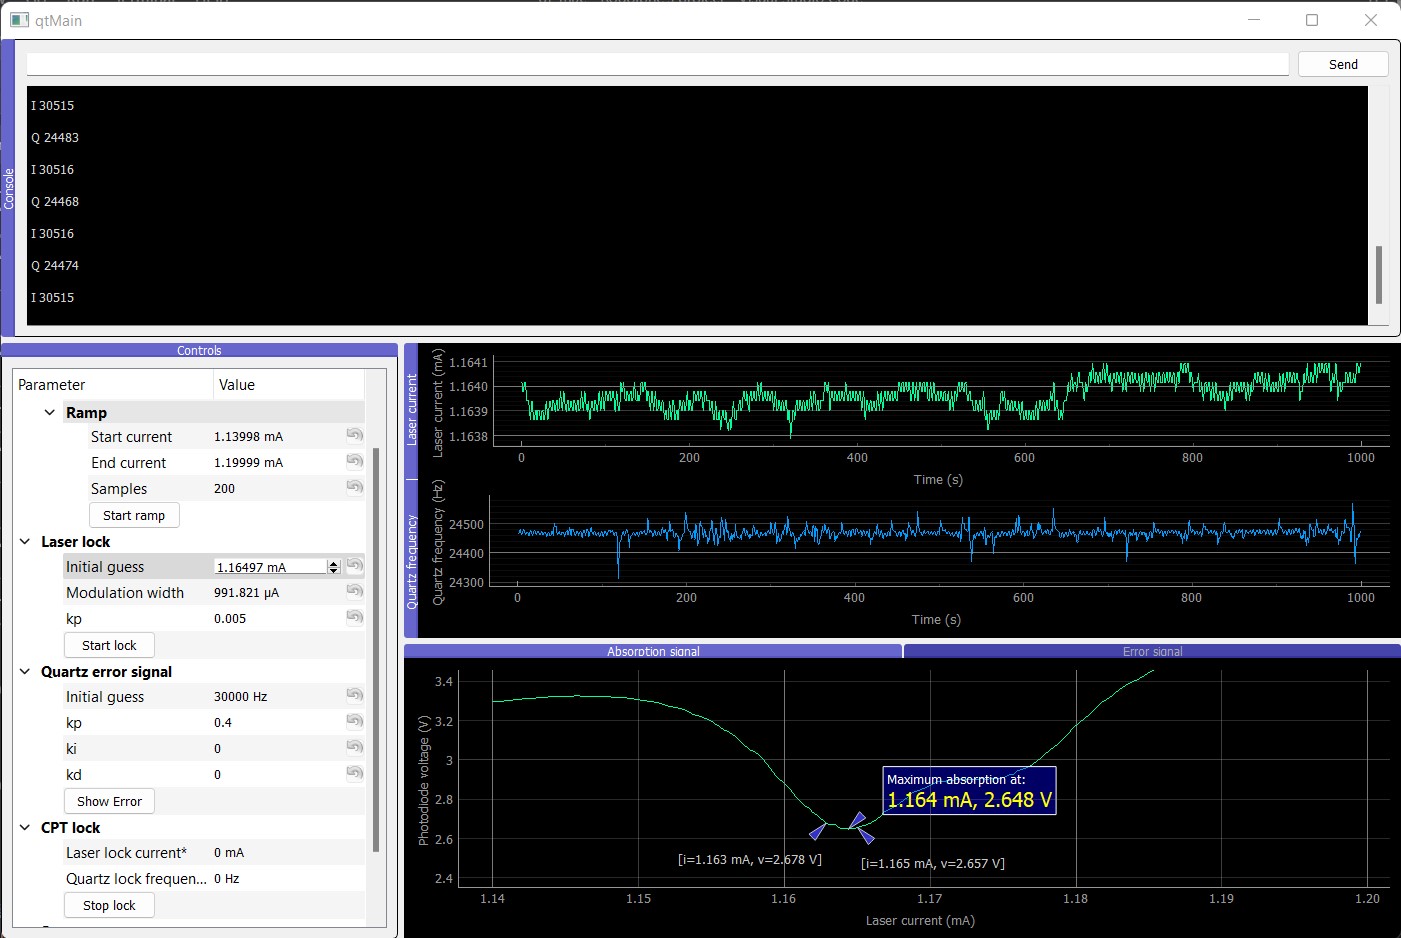 qtMain
Send
Console
I 30515
Q 24483
I 30516
Q 24468
I 30516
Q 24474
I 30515
Controls
Parameter Value
Ramp
Start current 1.13998 mA
End current 1.19999 mA
Samples 200
Start ramp
Laser lock
Initial guess 1.16497 mA
Modulation width 991.821 µA
kp 0.005
Start lock
Quartz error signal
Initial guess 30000 Hz
kp 0.4
ki 0
kd 0
Show Error
CPT lock
Laser lock current* 0 mA
Quartz lock frequen... 0 Hz
Stop lock
Laser current
Laser current (mA)
1.1641
1.1640
1.1639
1.1638
0 200 400 600 800 1000
Time (s)
Quartz frequency
Quartz frequency (Hz)
24500
24400
24300
0 200 400 600 800 1000
Time (s)
Absorption signal
Error signal
Photodiode voltage (V)
3.4
3.2
3
2.8
2.6
2.4
Maximum absorption at:
1.164 mA, 2.648 V
[i=1.163 mA, v=2.678 V]
[i=1.165 mA, v=2.657 V]
1.14 1.15 1.16 1.17 1.18 1.19 1.20
Laser current (mA)